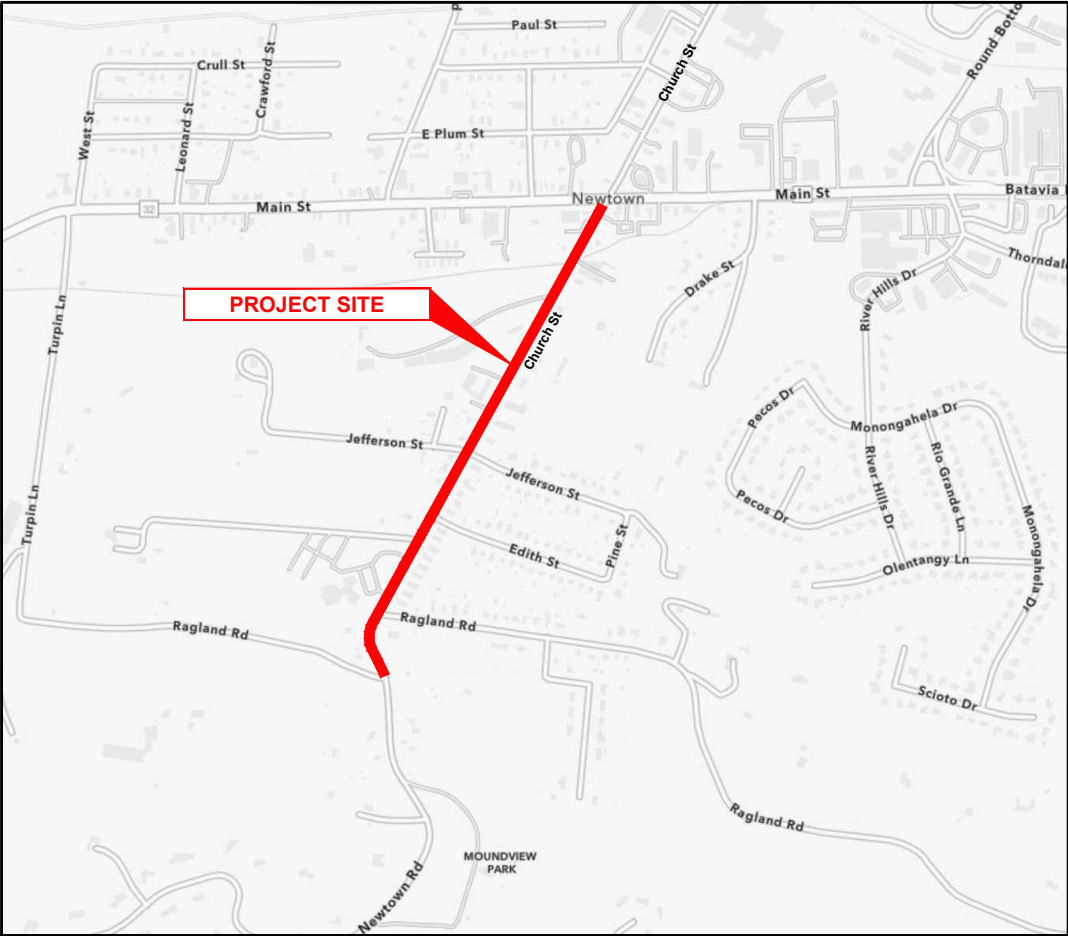 Paul St
Church St
Round Botto
Crull St
Crawford St
West St
Leonard St
E Plum St
32
Main St
Newtown
Main St
Batavia
Thorndal
Drake St
River Hills Dr
Turpin Ln
PROJECT SITE
Church St
Pecos Dr
Monongahela Dr
Jefferson St
Jefferson St
River Hills Dr
Rio Grande Ln
Pecos Dr
Turpin Ln
Pine St
Edith St
Olentangy Ln
Monongahela Dr
Ragland Rd
Ragland Rd
Scioto Dr
Ragland Rd
MOUNDVIEW
PARK
Newtown Rd